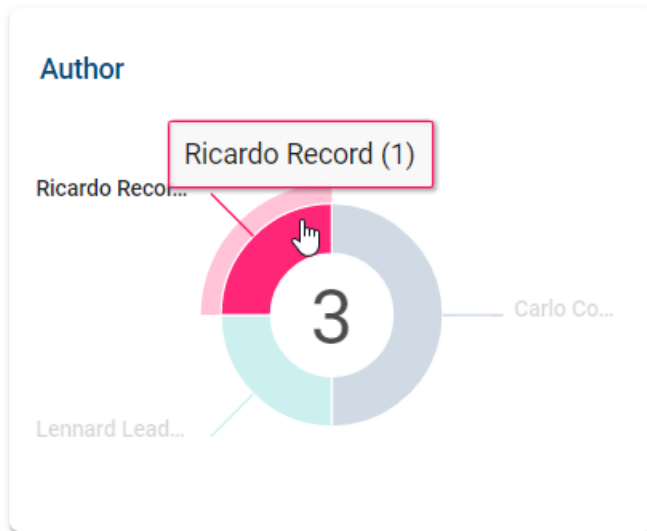 Author
Ricardo Record (1)
Ricardo Recor...
3
Carlo Co...
Lennard Lead...